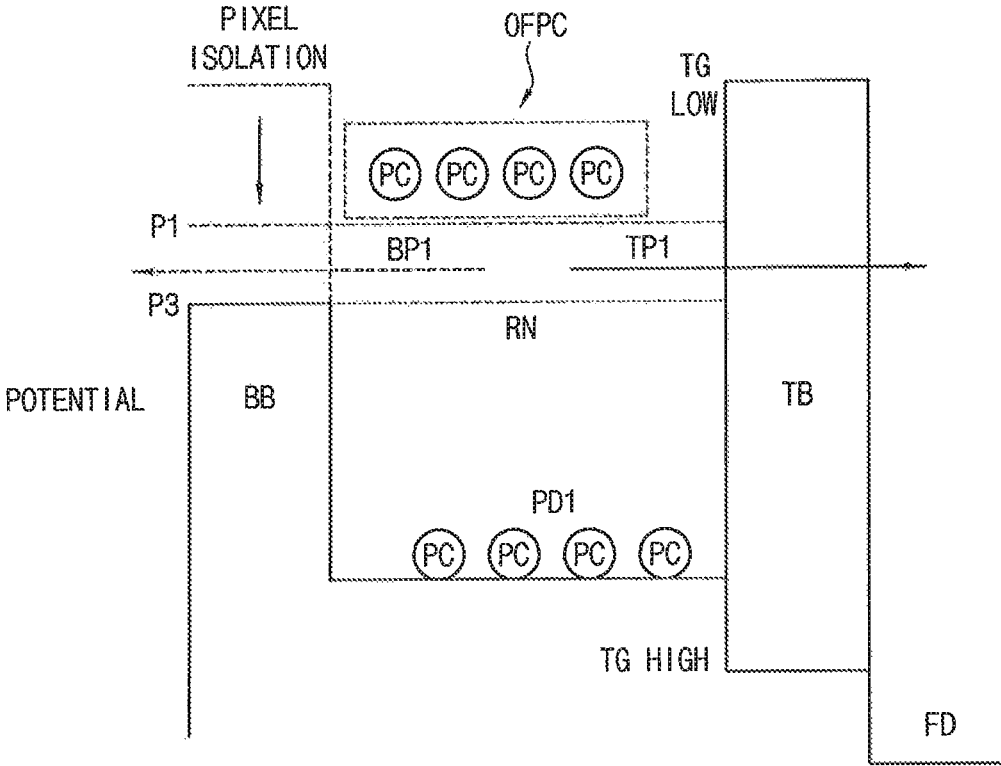 PIXEL
ISOLATION
OFPC
TG
LOW
PC PC PC PC
P1
BP1 TP1
P3
RN
POTENTIAL
BB
TB
PD1
PC PC PC PC
TG HIGH
FD